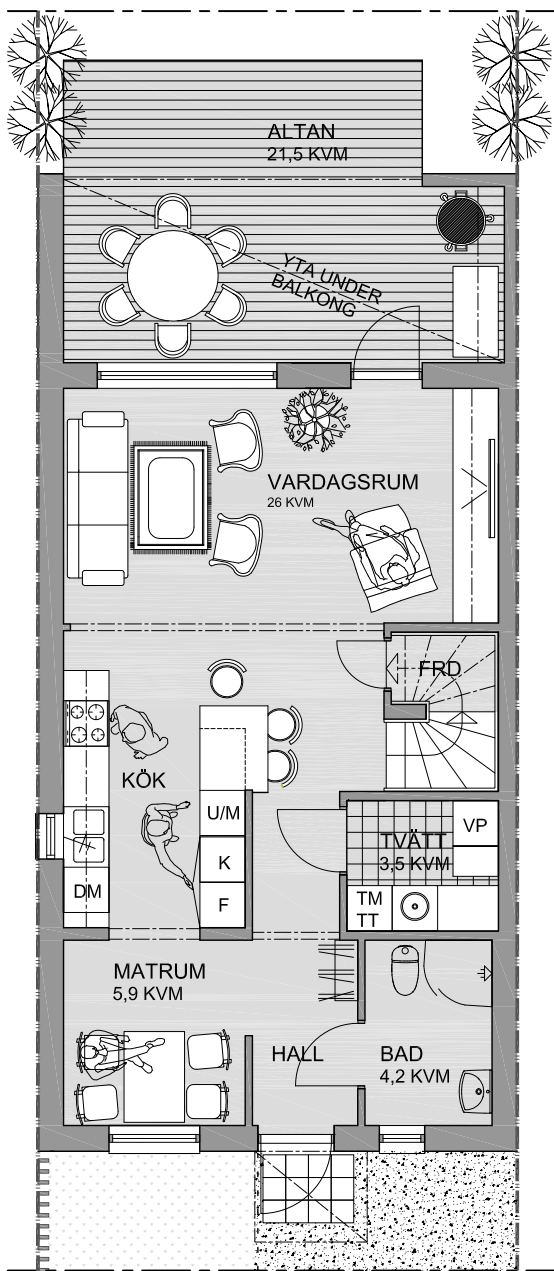 ALTAN
21,5 KVM
YTA UNDER
BALKONG
VARDAGSRUM
26 KVM
FRD
KÖK
U/M
K
F
DM
TVÄTT
3,5 KVM
VP
TM
TT
MATRUM
5,9 KVM
HALL
BAD
4,2 KVM